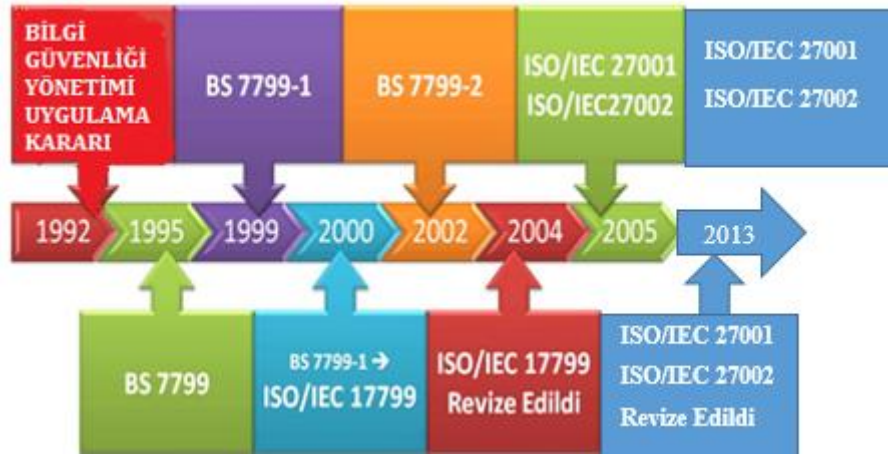 BİLGİ
GÜVENLİĞİ
YÖNETİMİ
UYGULAMA
KARARI
BS 7799-1
BS 7799-2
ISO/IEC 27001
ISO/IEC27002
ISO/IEC 27001
ISO/IEC 27002
1992
1995
1999
2000
2002
2004
2005
2013
BS 7799
BS 7799-1 →
ISO/IEC 17799
ISO/IEC 17799
Revize Edildi
ISO/IEC 27001
ISO/IEC 27002
Revize Edildi